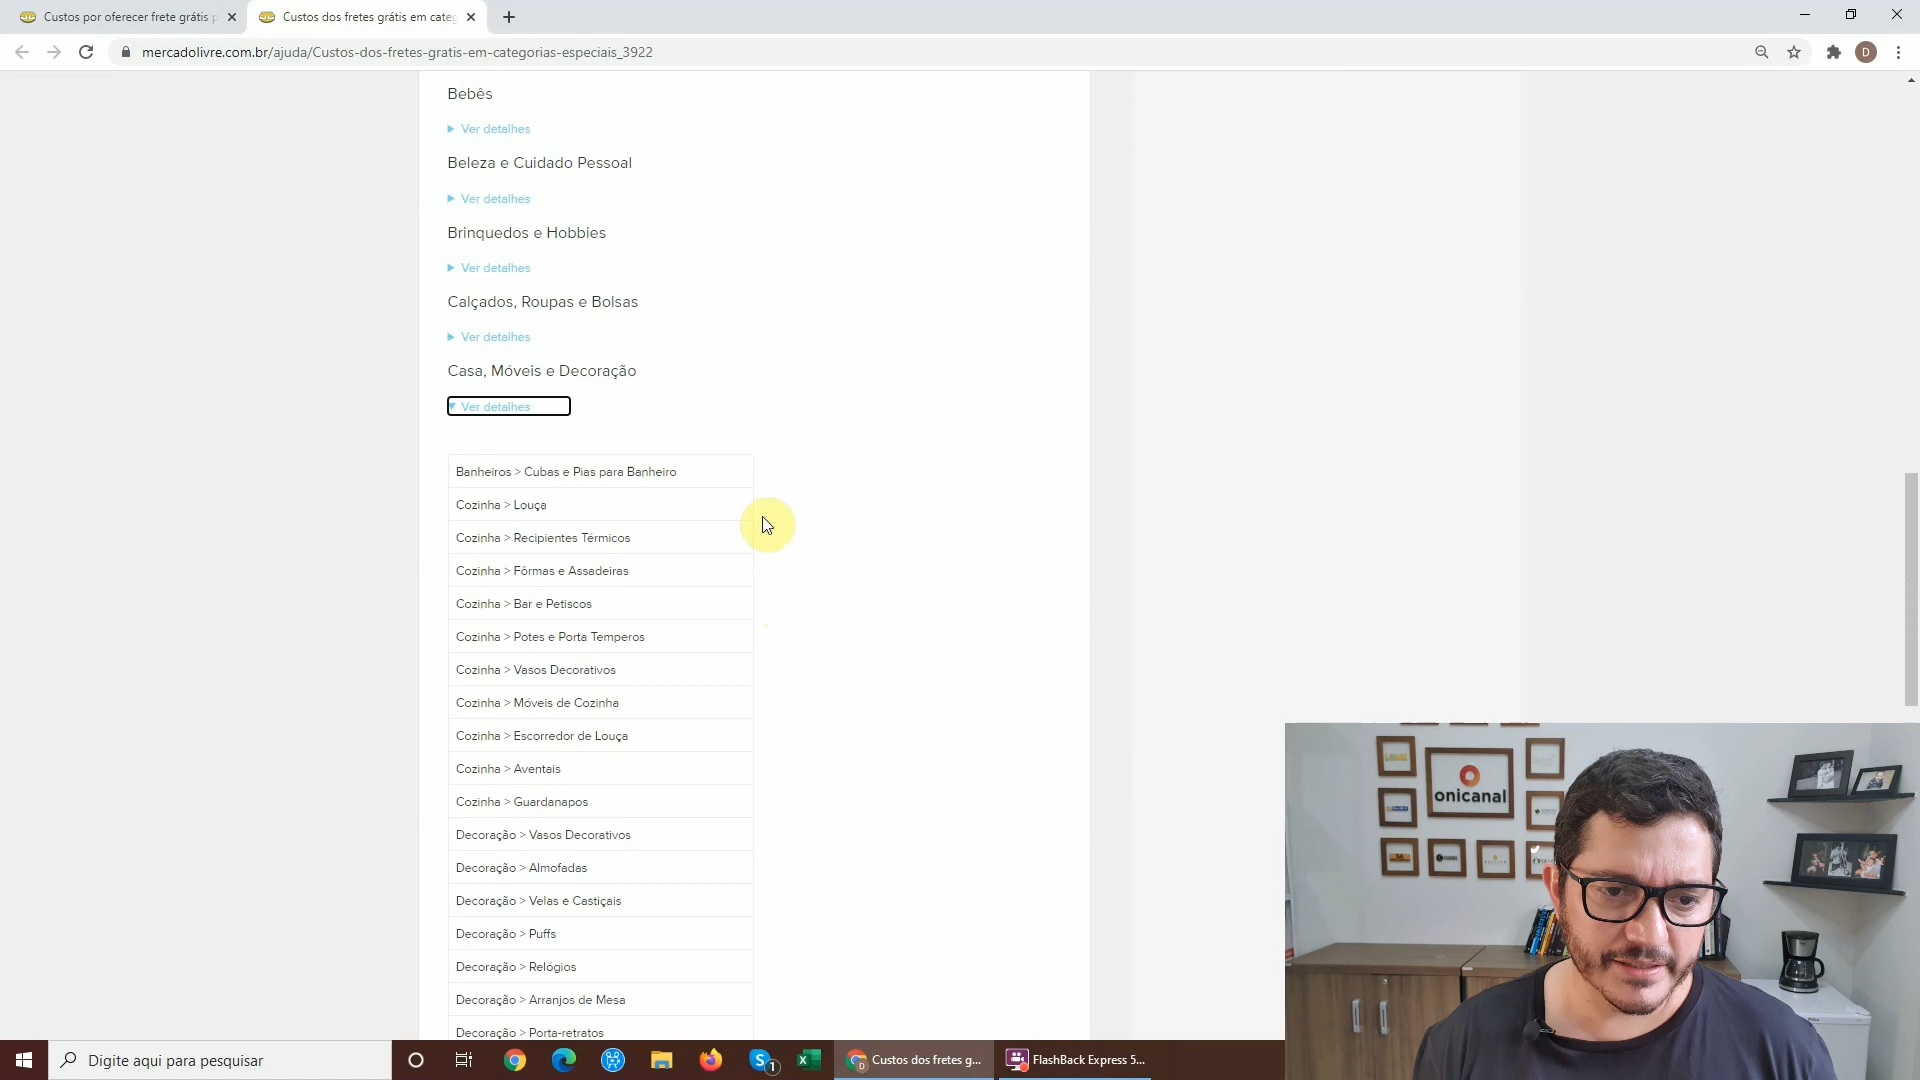 Custos por oferecer frete grátis p
Custos dos fretes grátis em categ
mercadolivre.com.br/ajuda/Custos-dos-fretes-gratis-em-categorias-especiais_3922
D
Bebês
Ver detalhes
Beleza e Cuidado Pessoal
Ver detalhes
Brinquedos e Hobbies
Ver detalhes
Calçados, Roupas e Bolsas
Ver detalhes
Casa, Móveis e Decoração
Ver detalhes
Banheiros > Cubas e Pias para Banheiro
Cozinha > Louça
Cozinha > Recipientes Térmicos
Cozinha > Fôrmas e Assadeiras
Cozinha > Bar e Petiscos
Cozinha > Potes e Porta Temperos
Cozinha > Vasos Decorativos
Cozinha > Móveis de Cozinha
Cozinha > Escorredor de Louça
Cozinha > Aventais
Cozinha > Guardanapos
Decoração > Vasos Decorativos
Decoração > Almofadas
Decoração > Velas e Castiçais
Decoração > Puffs
Decoração > Relógios
Decoração > Arranjos de Mesa
Decoração > Porta-retratos
onicanal
Digite aqui para pesquisar
1
Custos dos fretes g...
FlashBack Express 5...